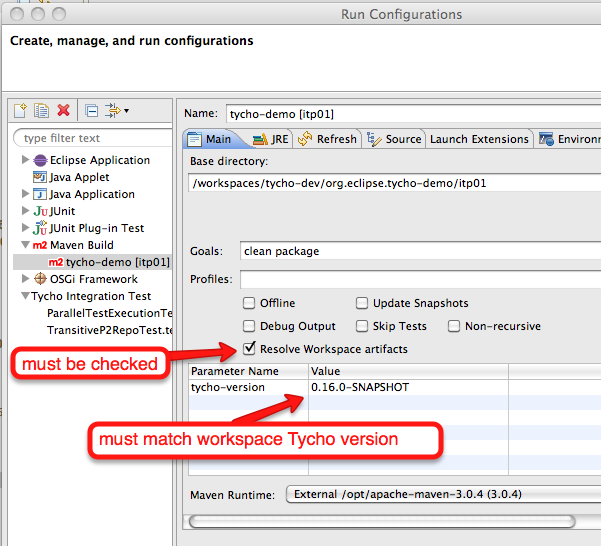 Run Configurations
Create, manage, and run configurations
type filter text
Eclipse Application
Java Applet
Java Application
JU JUnit
JUnit Plug-in Test
m2 Maven Build
m2 tycho-demo [itp01]
OSGi Framework
Tycho Integration Test
ParallelTestExecutionTe
TransitiveP2RepoTest.te
Name: tycho-demo [itp01]
Main JRE Refresh Source Launch Extensions Environ
Base directory:
/workspaces/tycho-dev/org.eclipse.tycho-demo/itp01
Goals: clean package
Profiles:
Offline Update Snapshots
Debug Output Skip Tests Non-recursive
Resolve Workspace artifacts
must be checked
Parameter Name Value
tycho-version 0.16.0-SNAPSHOT
must match workspace Tycho version
Maven Runtime: External /opt/apache-maven-3.0.4 (3.0.4)